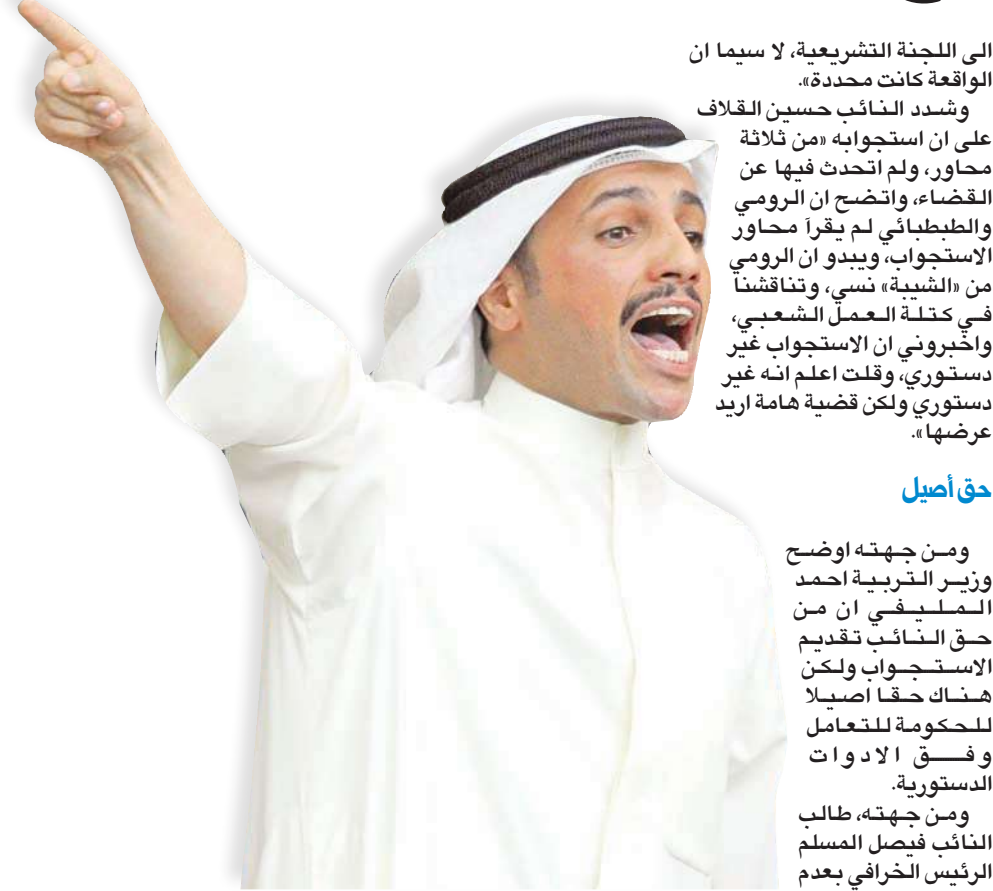 الى اللجنة التشريعية، لا سيما ان
الواقعة كانت محددة».
وشدد النائب حسين القلاف
على ان استجوابه «من ثلاثة
محاور، ولم اتحدث فيها عن
القضاء، واتضح ان الرومي
والطبطبائي لم يقرآ محاور
الاستجواب، ويبدو ان الرومي
من «الشيبة» نسي، وتناقشنا
في كتلة العمل الشعبي،
واخبروني ان الاستجواب غير
دستوري، وقلت اعلم انه غير
دستوري ولكن قضية هامة اريد
عرضها».
حق أصيل
ومن جهته اوضح
وزير التربية احمد
المليفي ان من
حق النائب تقديم
الاستجواب ولكن
هناك حقا اصيلا
للحكومة للتعامل
وفق الادوات
الدستورية.
ومن جهته، طالب
النائب فيصل المسلم
الرئيس الخرافي بعدم